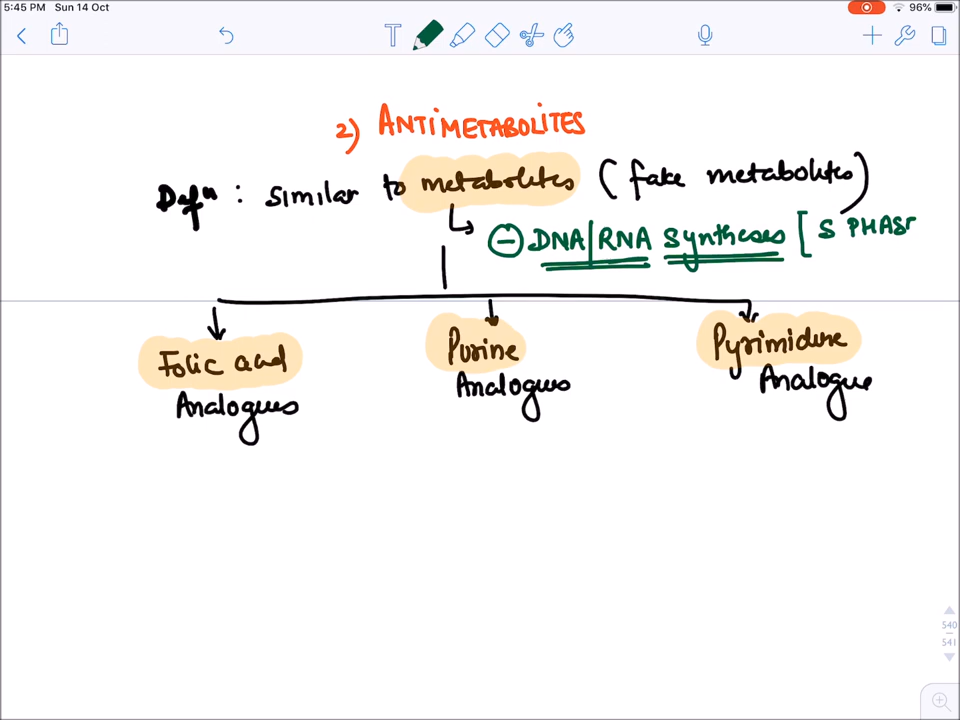 5:45 PM Sun 14 Oct 96%
T
2) ANTIMETABOLITES
Defn : Similar to metabolites (fake metabolites)
⊖ DNA/RNA Syntheses [S PHASE
Folic acid Purine Pyrimidine
Analogues Analogues Analogue
540
541